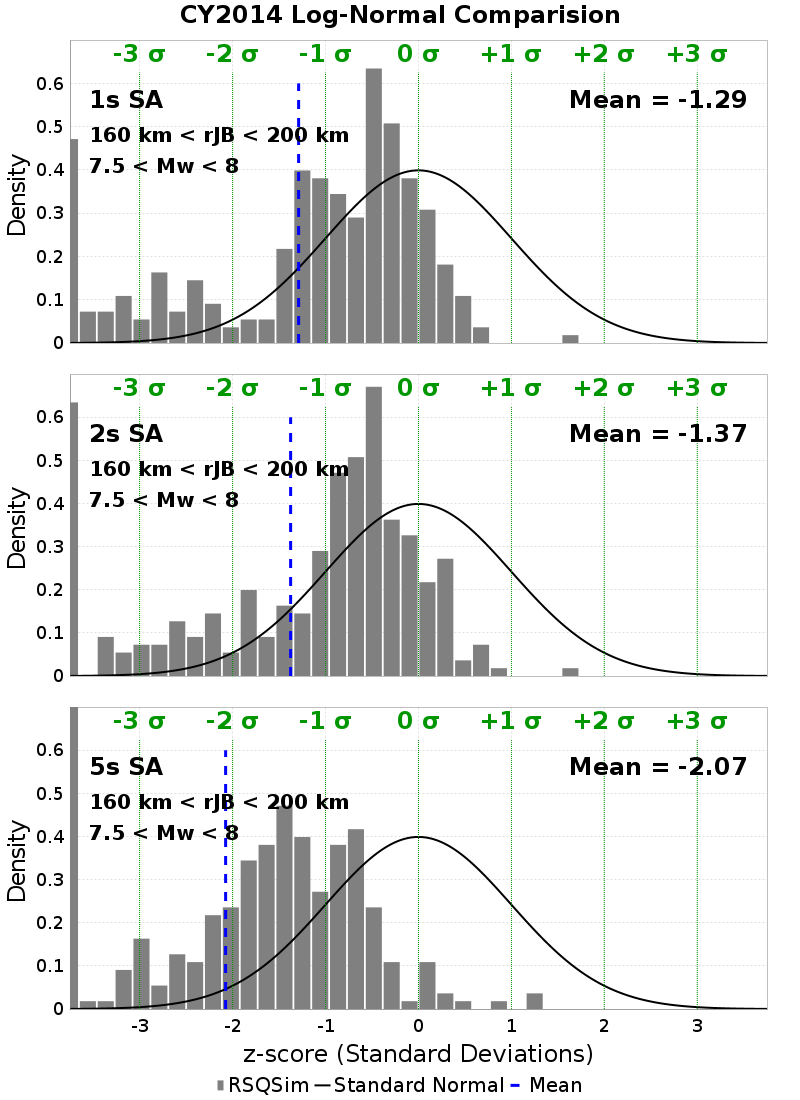 CY2014 Log-Normal Comparision
-3 σ -2 σ -1 σ 0 σ +1 σ +2 σ +3 σ
0.6
1s SA Mean = -1.29
0.5
160 km < rJB < 200 km
7.5 < Mw < 8
0.4
Density
0.3
0.2
0.1
0
-3 σ -2 σ -1 σ 0 σ +1 σ +2 σ +3 σ
0.6
2s SA Mean = -1.37
0.5
160 km < rJB < 200 km
7.5 < Mw < 8
0.4
Density
0.3
0.2
0.1
0
-3 σ -2 σ -1 σ 0 σ +1 σ +2 σ +3 σ
0.6
5s SA Mean = -2.07
0.5
160 km < rJB < 200 km
7.5 < Mw < 8
0.4
Density
0.3
0.2
0.1
0
-3 -2 -1 0 1 2 3
z-score (Standard Deviations)
RSQSim Standard Normal Mean